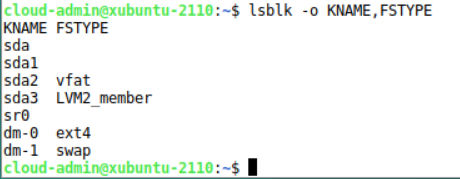 cloud-admin@xubuntu-2110:~$ lsblk -o KNAME,FSTYPE
KNAME FSTYPE
sda
sda1
sda2  vfat
sda3  LVM2_member
sr0
dm-0  ext4
dm-1  swap
cloud-admin@xubuntu-2110:~$